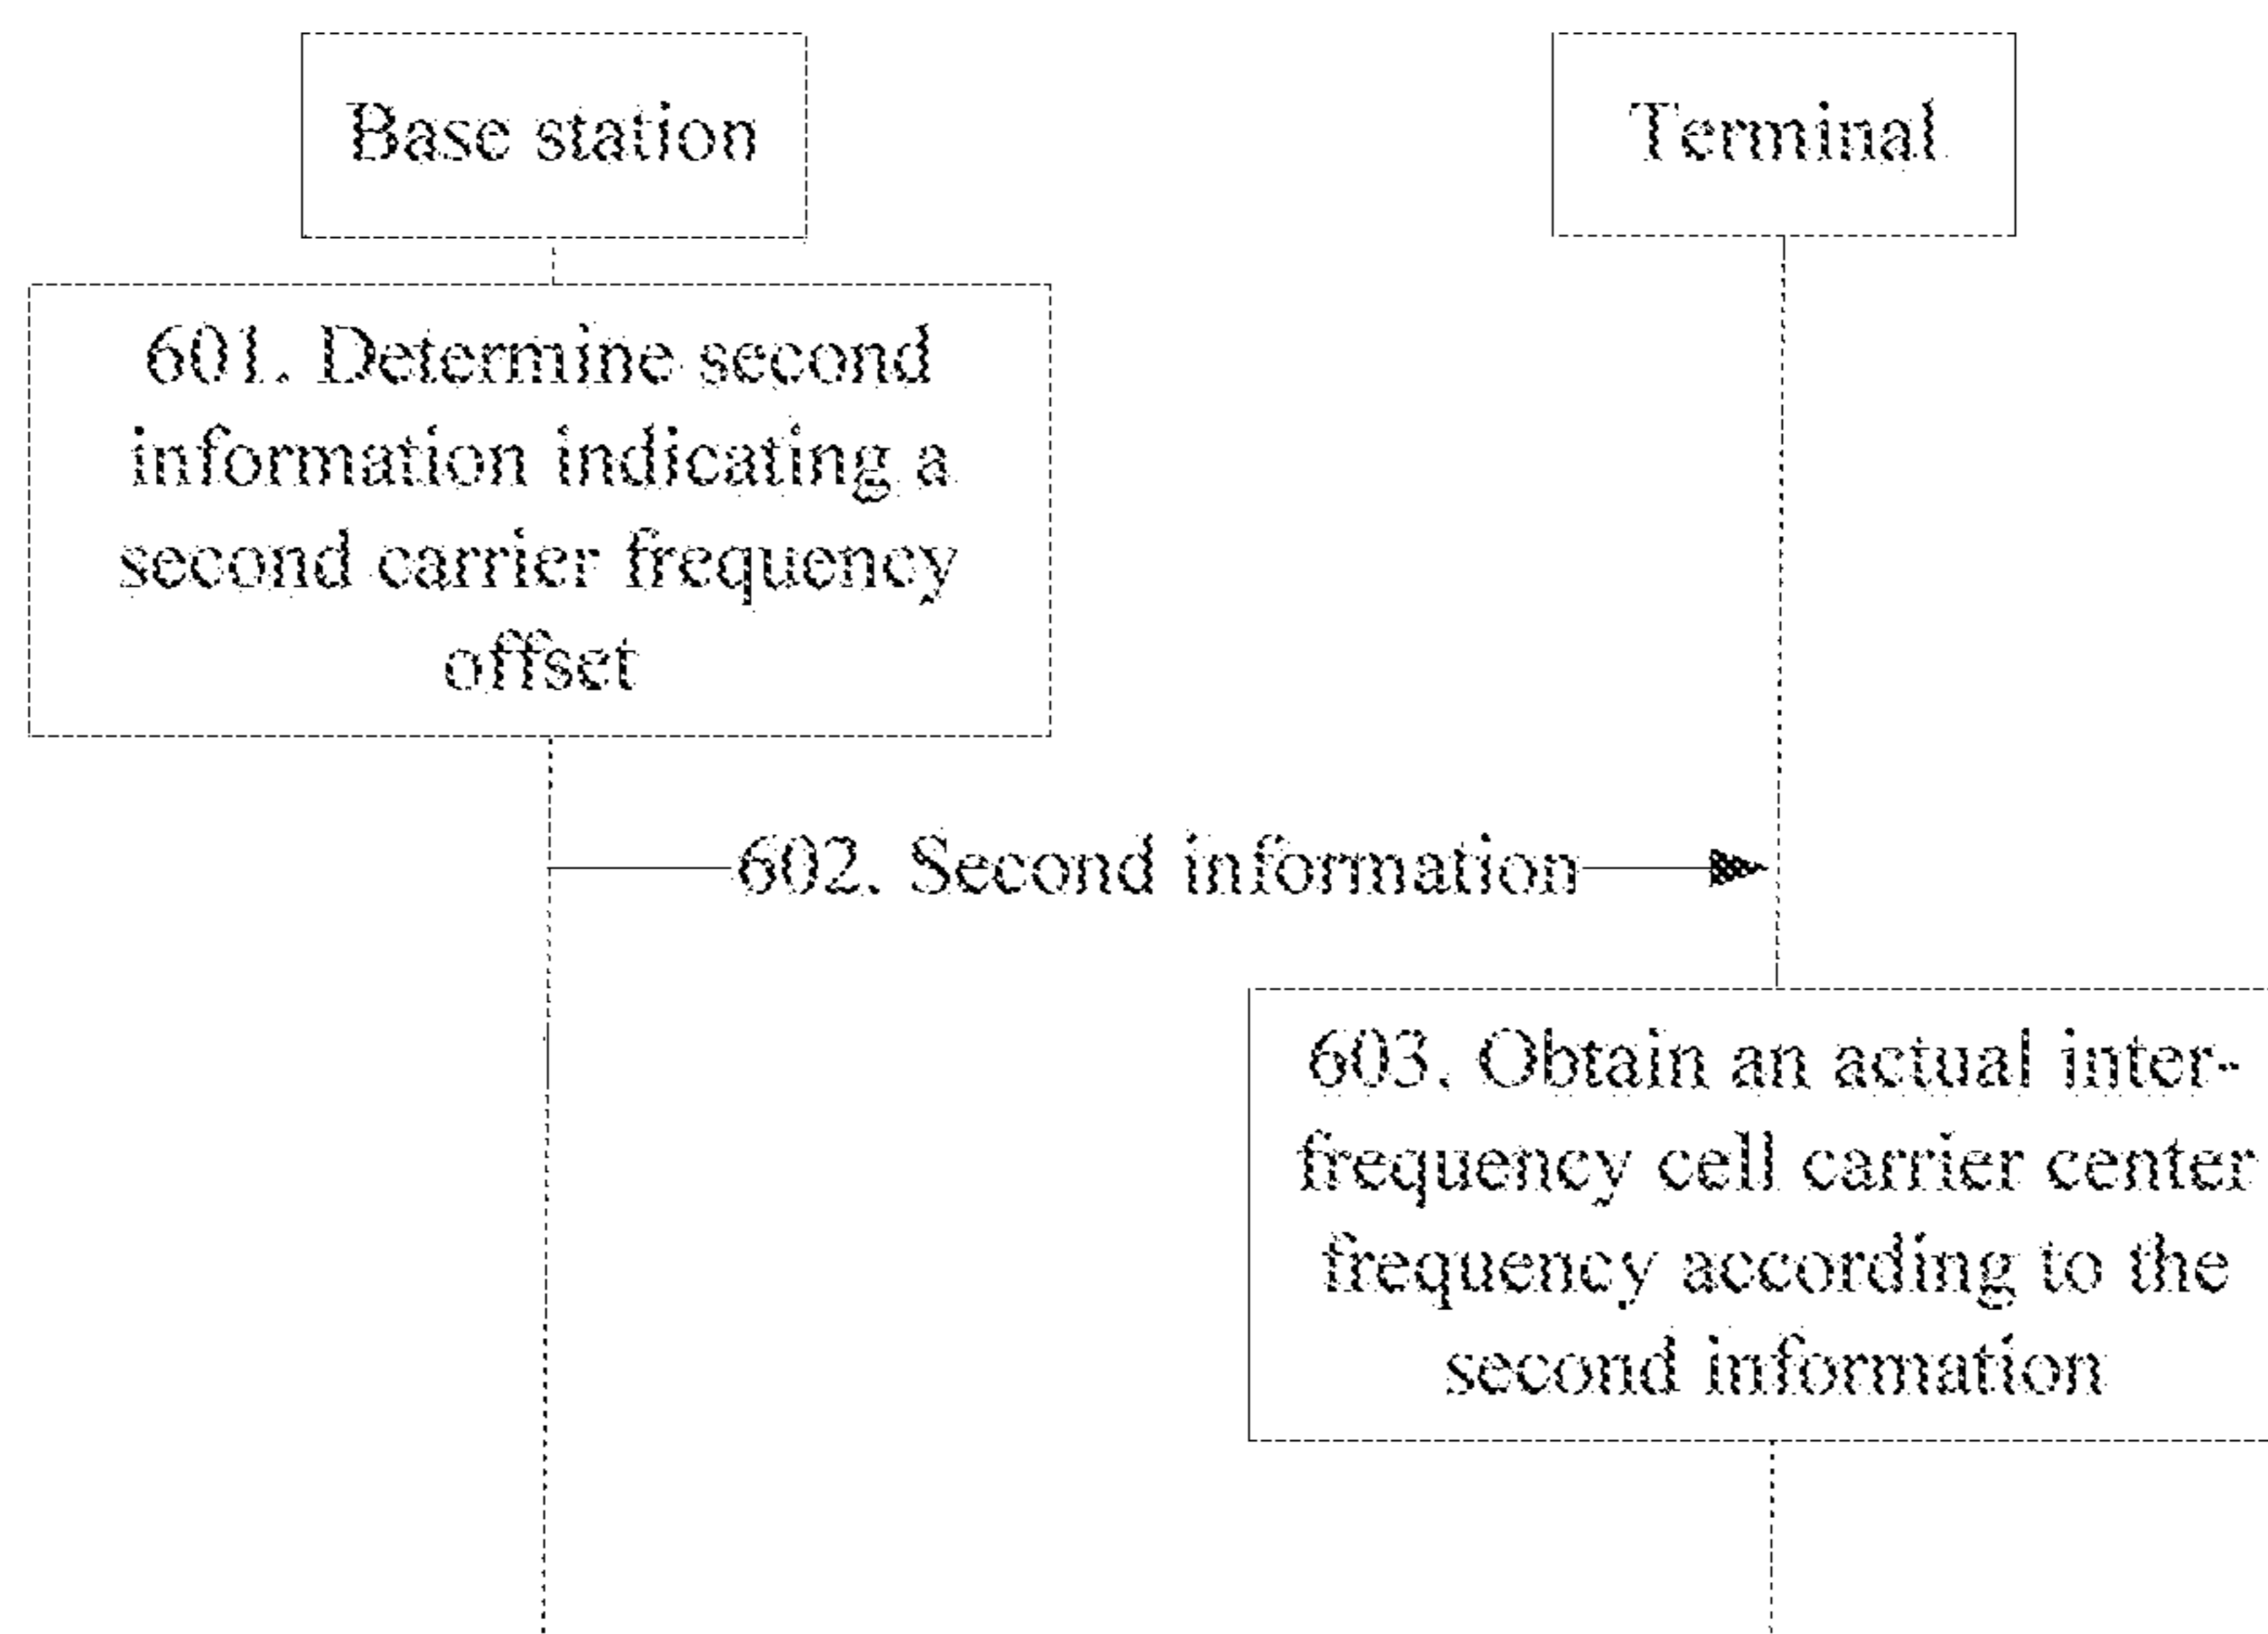 Base station
Terminal
601. Determine second
information indicating a
second carrier frequency
offset
602. Second information
603. Obtain an actual inter-
frequency cell carrier center
frequency according to the
second information